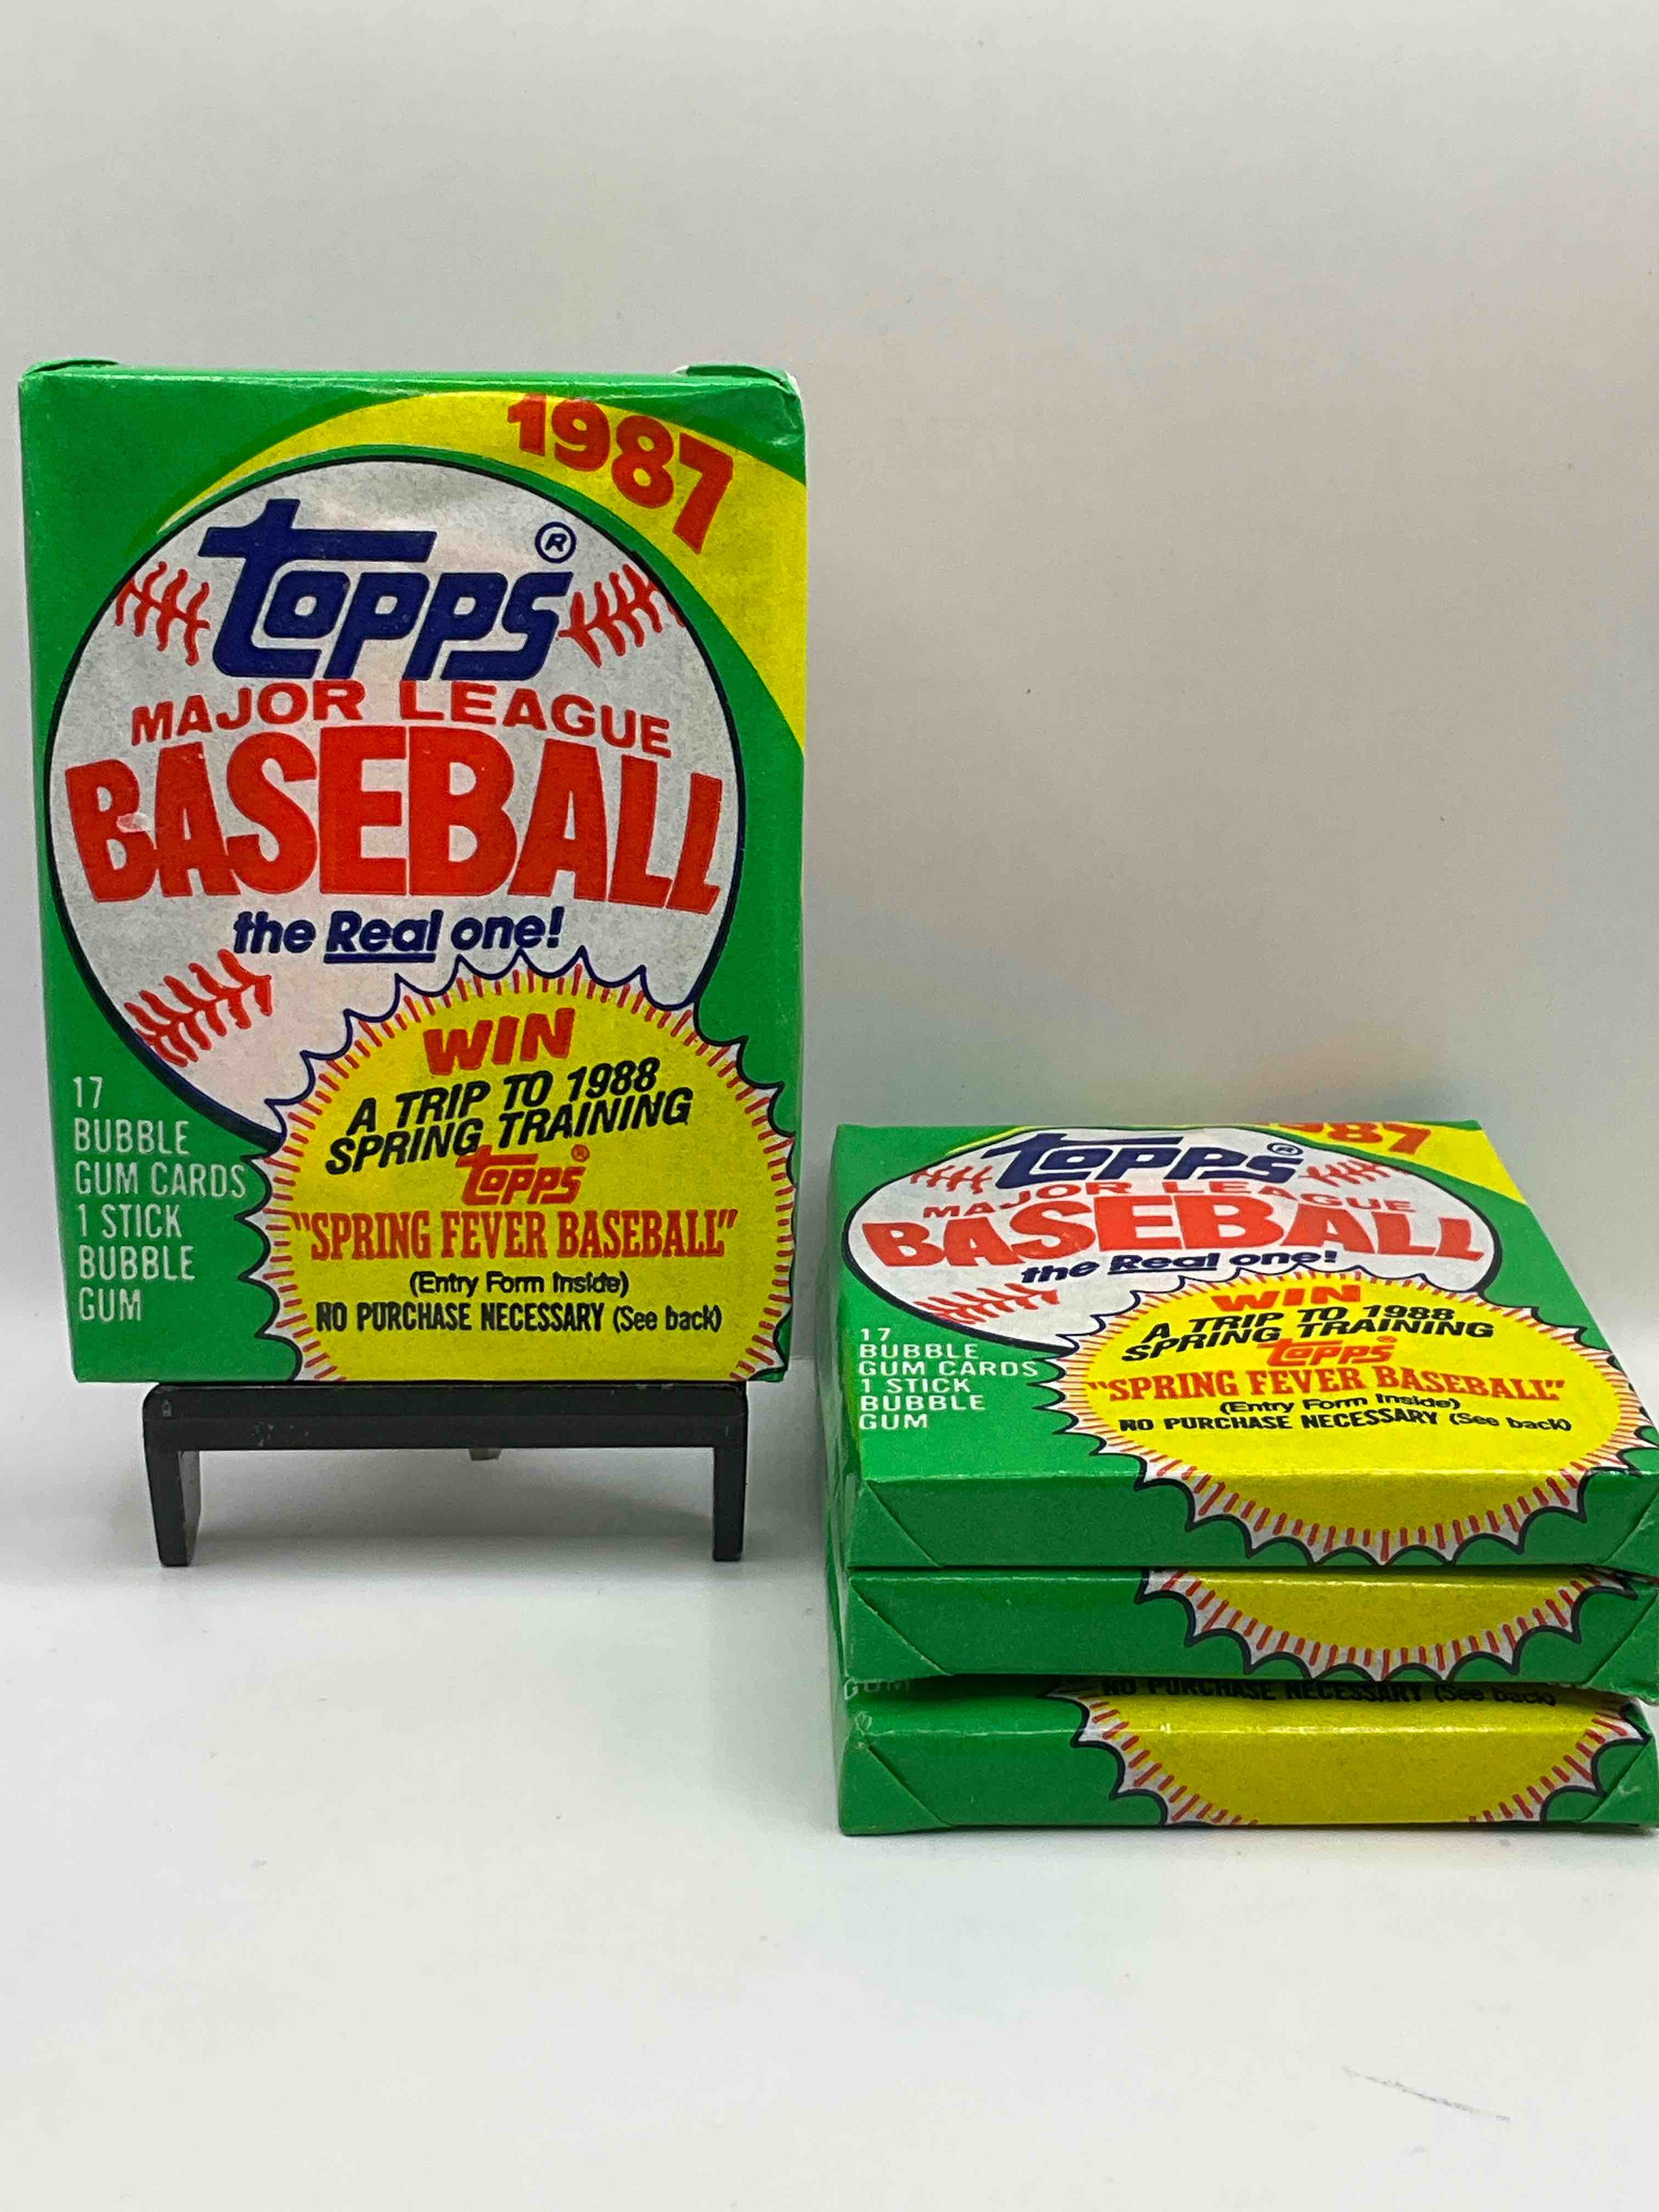 1987
topps®
MAJOR LEAGUE
BASEBALL
the Real one!
WIN
A TRIP TO 1988
SPRING TRAINING
topps®
"SPRING FEVER BASEBALL"
(Entry Form Inside)
NO PURCHASE NECESSARY (See back)
17
BUBBLE
GUM CARDS
1 STICK
BUBBLE
GUM
1987
topps®
MAJOR LEAGUE
BASEBALL
the Real one!
WIN
A TRIP TO 1988
SPRING TRAINING
topps®
"SPRING FEVER BASEBALL"
(Entry Form Inside)
NO PURCHASE NECESSARY (See back)
17
BUBBLE
GUM CARDS
1 STICK
BUBBLE
GUM
GUM
NO PURCHASE NECESSARY (See back)